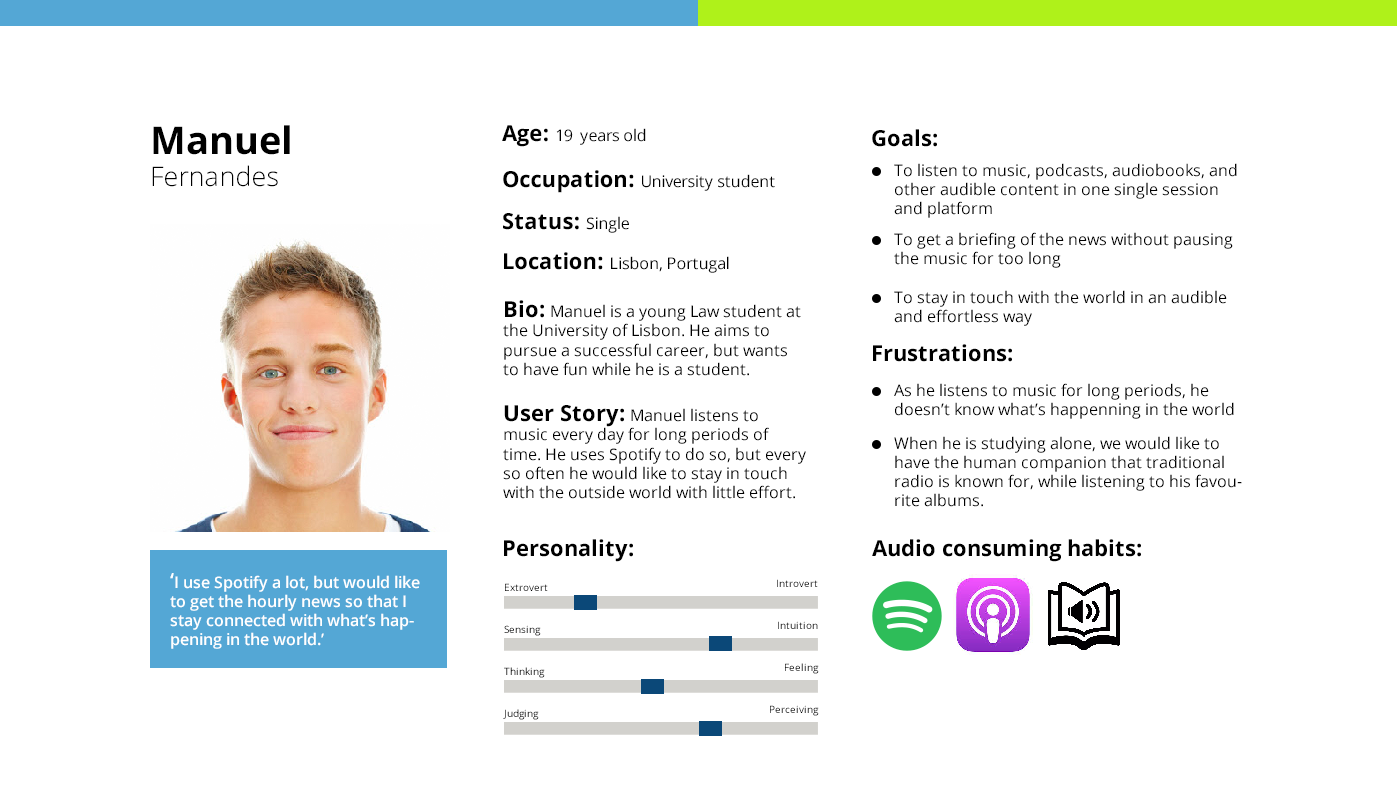 Manuel
Fernandes
‘I use Spotify a lot, but would like
to get the hourly news so that I
stay connected with what’s hap-
pening in the world.’
Age: 19 years old
Occupation: University student
Status: Single
Location: Lisbon, Portugal
Bio: Manuel is a young Law student at
the University of Lisbon. He aims to
pursue a successful career, but wants
to have fun while he is a student.
User Story: Manuel listens to
music every day for long periods of
time. He uses Spotify to do so, but every
so often he would like to stay in touch
with the outside world with little effort.
Personality:
Extrovert Introvert
Sensing Intuition
Thinking Feeling
Judging Perceiving
Goals:
● To listen to music, podcasts, audiobooks, and
other audible content in one single session
and platform
● To get a briefing of the news without pausing
the music for too long
● To stay in touch with the world in an audible
and effortless way
Frustrations:
● As he listens to music for long periods, he
doesn’t know what’s happenning in the world
● When he is studying alone, we would like to
have the human companion that traditional
radio is known for, while listening to his favou-
rite albums.
Audio consuming habits: